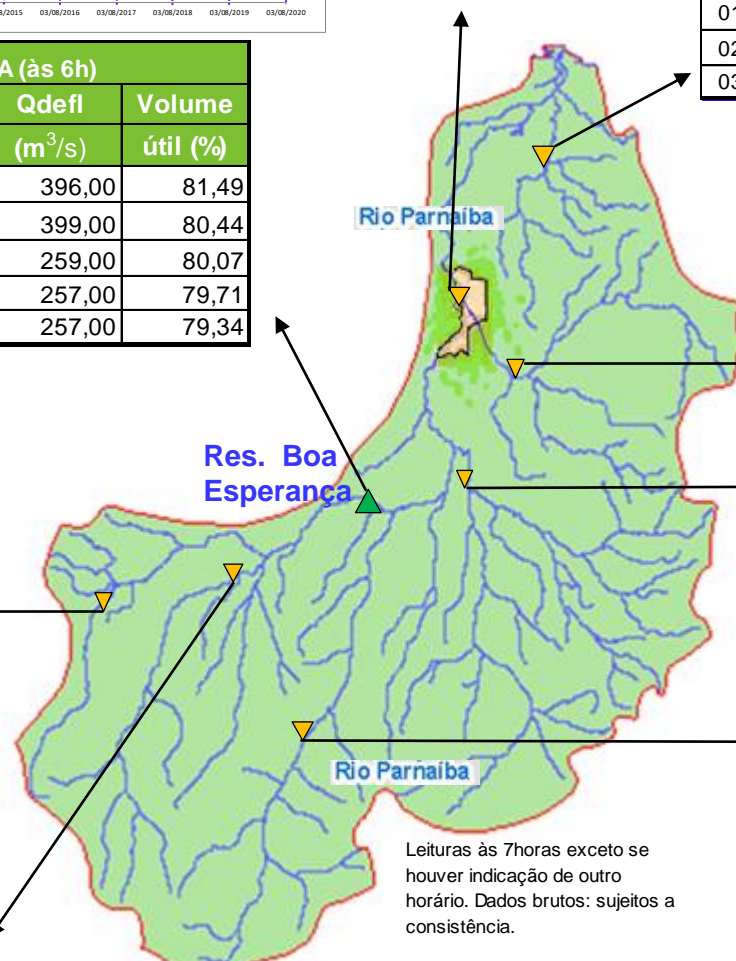 03/08/2016 03/08/2017 03/08/2018 03/08/2019 03/08/2020
01
02
03
A (às 6h)
Qdefl Volume
(m³/s) útil (%)
396,00 81,49
399,00 80,44
259,00 80,07
257,00 79,71
257,00 79,34
Rio Parnaíba
Res. Boa
Esperança
Rio Parnaíba
Leituras às 7horas exceto se
houver indicação de outro
horário. Dados brutos: sujeitos a
consistência.